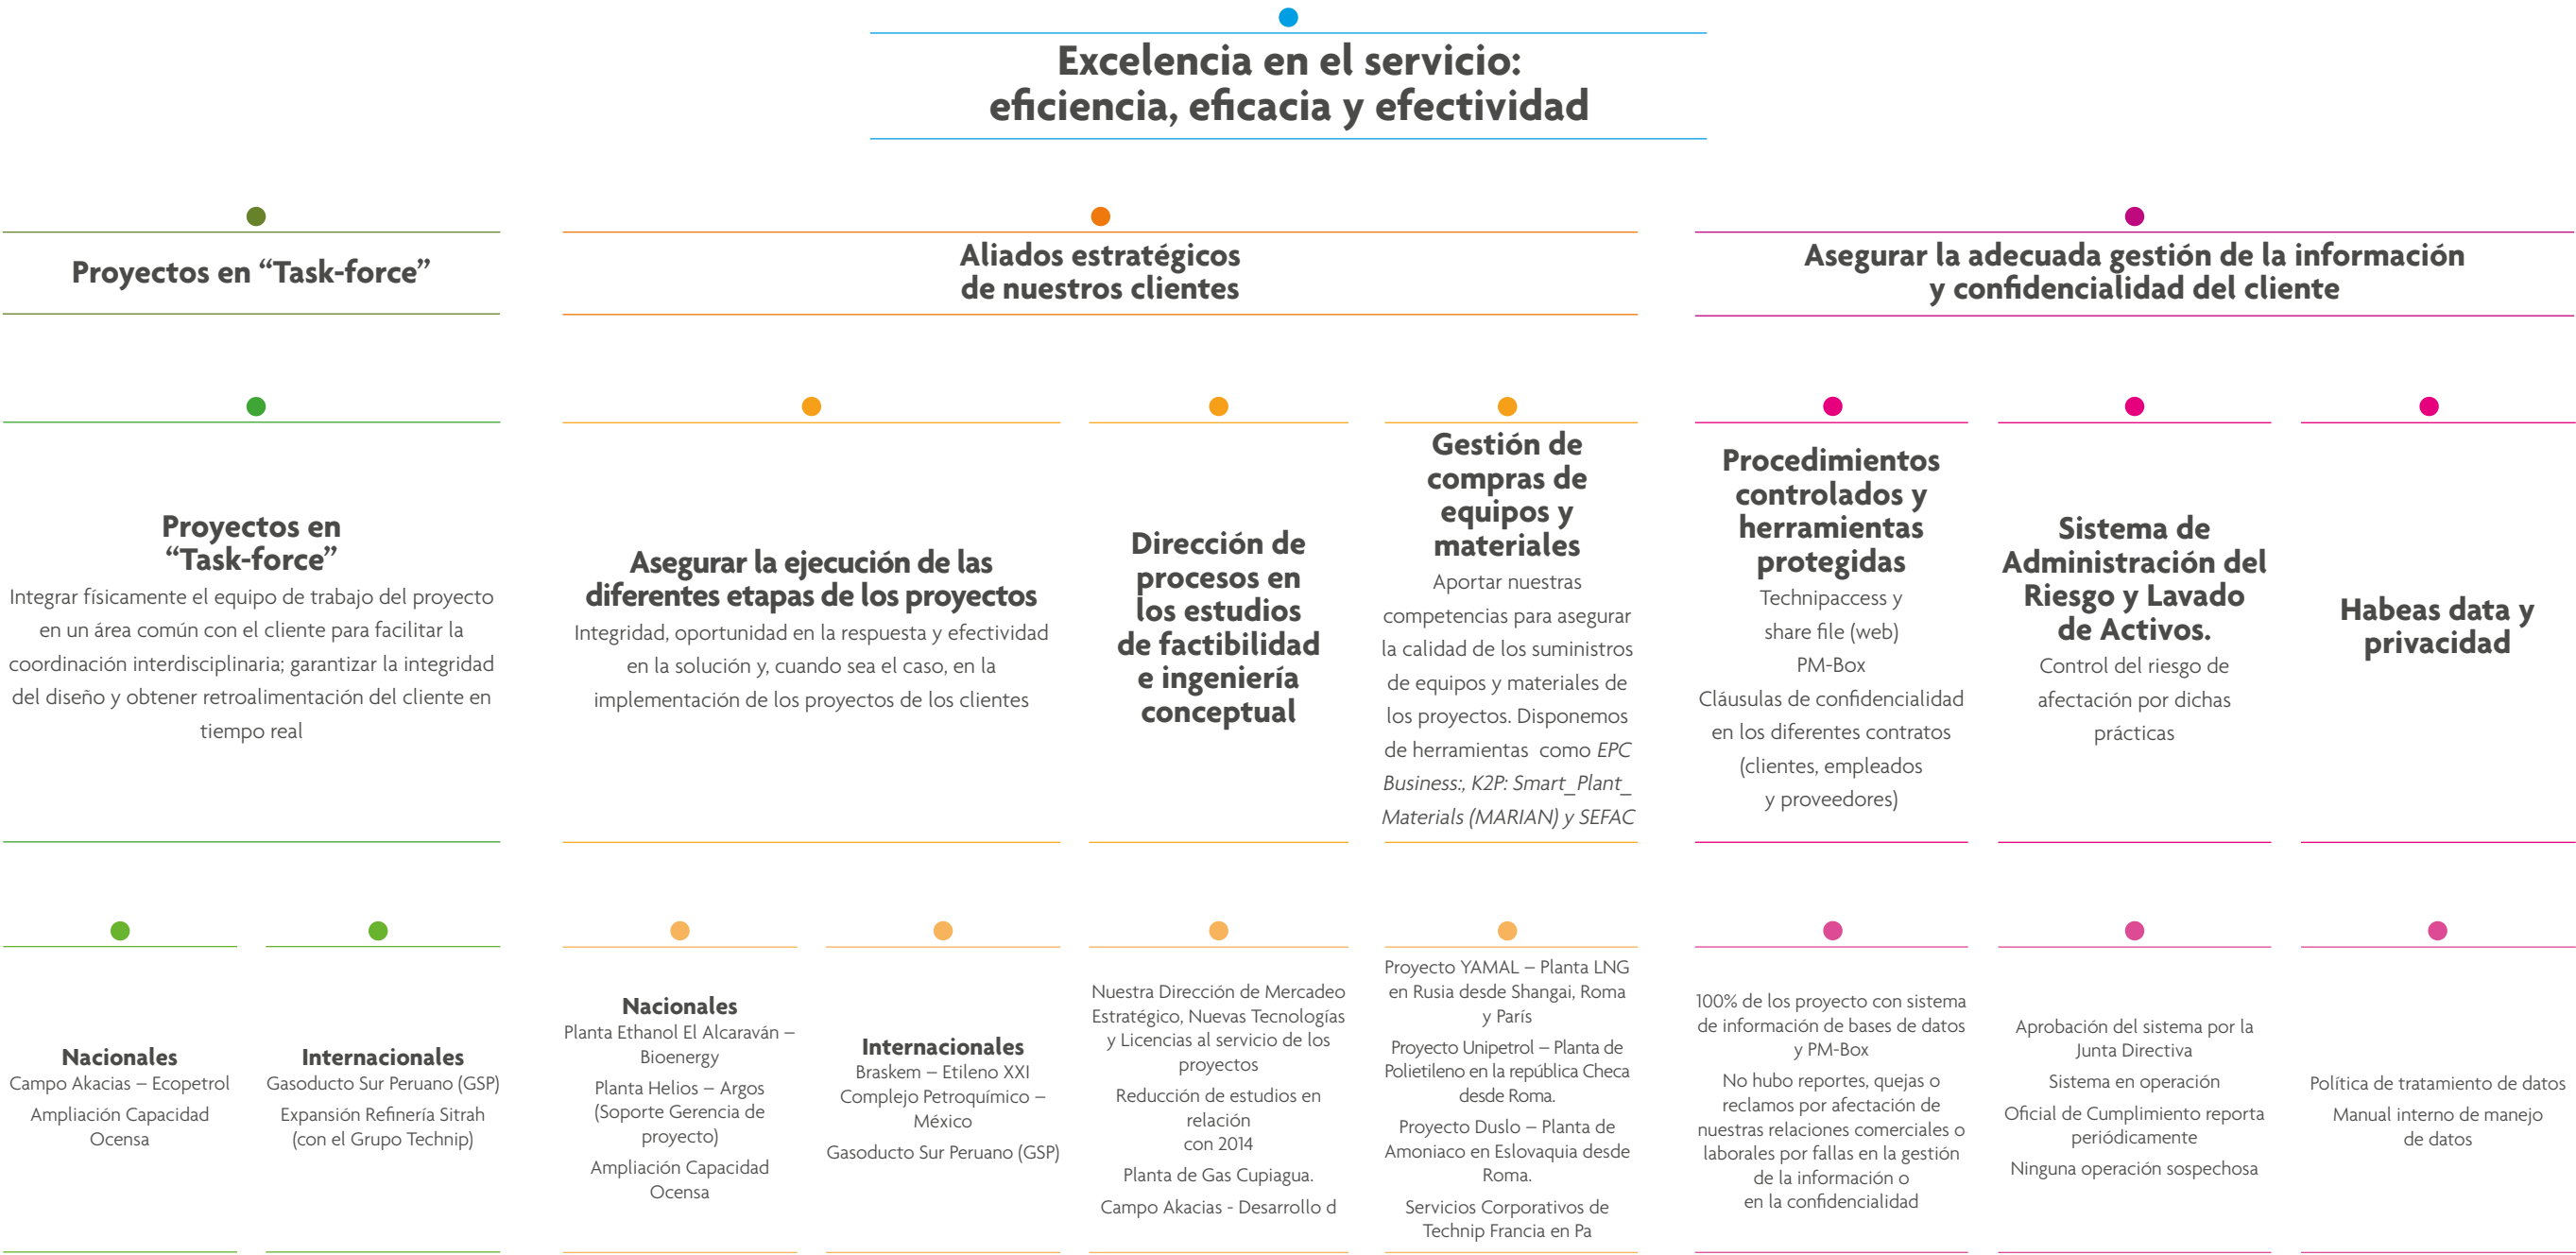 Excelencia en el servicio:
eficiencia, eficacia y efectividad
Proyectos en “Task-force”
Aliados estratégicos
de nuestros clientes
Asegurar la adecuada gestión de la información
y confidencialidad del cliente
Proyectos en
“Task-force”
Integrar físicamente el equipo de trabajo del proyecto
en un área común con el cliente para facilitar la
coordinación interdisciplinaria; garantizar la integridad
del diseño y obtener retroalimentación del cliente en
tiempo real
Asegurar la ejecución de las
diferentes etapas de los proyectos
Integridad, oportunidad en la respuesta y efectividad
en la solución y, cuando sea el caso, en la
implementación de los proyectos de los clientes
Dirección de
procesos en
los estudios
de factibilidad
e ingeniería
conceptual
Gestión de
compras de
equipos y
materiales
Aportar nuestras
competencias para asegurar
la calidad de los suministros
de equipos y materiales de
los proyectos. Disponemos
de herramientas como EPC
Business:, K2P: Smart_Plant_
Materials (MARIAN) y SEFAC
Procedimientos
controlados y
herramientas
protegidas
Technipaccess y
share file (web)
PM-Box
Cláusulas de confidencialidad
en los diferentes contratos
(clientes, empleados
y proveedores)
Sistema de
Administración del
Riesgo y Lavado
de Activos.
Control del riesgo de
afectación por dichas
prácticas
Habeas data y
privacidad
Nacionales
Campo Akacias – Ecopetrol
Ampliación Capacidad
Ocensa
Internacionales
Gasoducto Sur Peruano (GSP)
Expansión Refinería Sitrah
(con el Grupo Technip)
Nacionales
Planta Ethanol El Alcaraván –
Bioenergy
Planta Helios – Argos
(Soporte Gerencia de
proyecto)
Ampliación Capacidad
Ocensa
Internacionales
Braskem – Etileno XXI
Complejo Petroquímico –
México
Gasoducto Sur Peruano (GSP)
Nuestra Dirección de Mercadeo
Estratégico, Nuevas Tecnologías
y Licencias al servicio de los
proyectos
Reducción de estudios en
relación
con 2014
Planta de Gas Cupiagua.
Campo Akacias - Desarrollo d
Proyecto YAMAL – Planta LNG
en Rusia desde Shangai, Roma
y París
Proyecto Unipetrol – Planta de
Polietileno en la república Checa
desde Roma.
Proyecto Duslo – Planta de
Amoniaco en Eslovaquia desde
Roma.
Servicios Corporativos de
Technip Francia en Pa
100% de los proyecto con sistema
de información de bases de datos
y PM-Box
No hubo reportes, quejas o
reclamos por afectación de
nuestras relaciones comerciales o
laborales por fallas en la gestión
de la información o
en la confidencialidad
Aprobación del sistema por la
Junta Directiva
Sistema en operación
Oficial de Cumplimiento reporta
periódicamente
Ninguna operación sospechosa
Política de tratamiento de datos
Manual interno de manejo
de datos